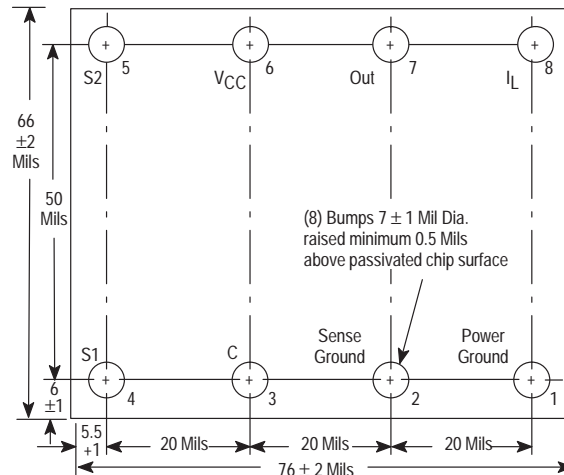 5 6 7 8
S2 VCC Out IL
66
±2
Mils
50
Mils
(8) Bumps 7 ± 1 Mil Dia.
raised minimum 0.5 Mils
above passivated chip surface
S1 C Sense
Ground Power
Ground
6
±1
4 3 2 1
5.5
+1
20 Mils 20 Mils 20 Mils
76 ± 2 Mils